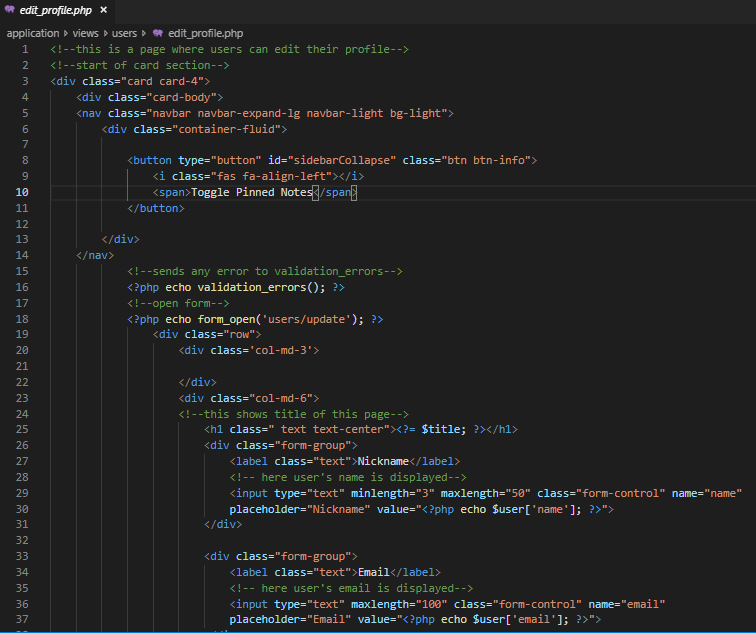 edit_profile.php ×
application › views › users › edit_profile.php
1 <!--this is a page where users can edit their profile-->
2 <!--start of card section-->
3 <div class="card card-4">
4 <div class="card-body">
5 <nav class="navbar navbar-expand-lg navbar-light bg-light">
6 <div class="container-fluid">
7
8 <button type="button" id="sidebarCollapse" class="btn btn-info">
9 <i class="fas fa-align-left"></i>
10 <span>Toggle Pinned Notes</span>
11 </button>
12
13 </div>
14 </nav>
15 <!--sends any error to validation_errors-->
16 <?php echo validation_errors(); ?>
17 <!--open form-->
18 <?php echo form_open('users/update'); ?>
19 <div class="row">
20 <div class='col-md-3'>
21
22 </div>
23 <div class="col-md-6">
24 <!--this shows title of this page-->
25 <h1 class=" text text-center"><?= $title; ?></h1>
26 <div class="form-group">
27 <label class="text">Nickname</label>
28 <!-- here user's name is displayed-->
29 <input type="text" minlength="3" maxlength="50" class="form-control" name="name"
30 placeholder="Nickname" value="<?php echo $user['name']; ?>">
31 </div>
32
33 <div class="form-group">
34 <label class="text">Email</label>
35 <!-- here user's email is displayed-->
36 <input type="text" maxlength="100" class="form-control" name="email"
37 placeholder="Email" value="<?php echo $user['email']; ?>">